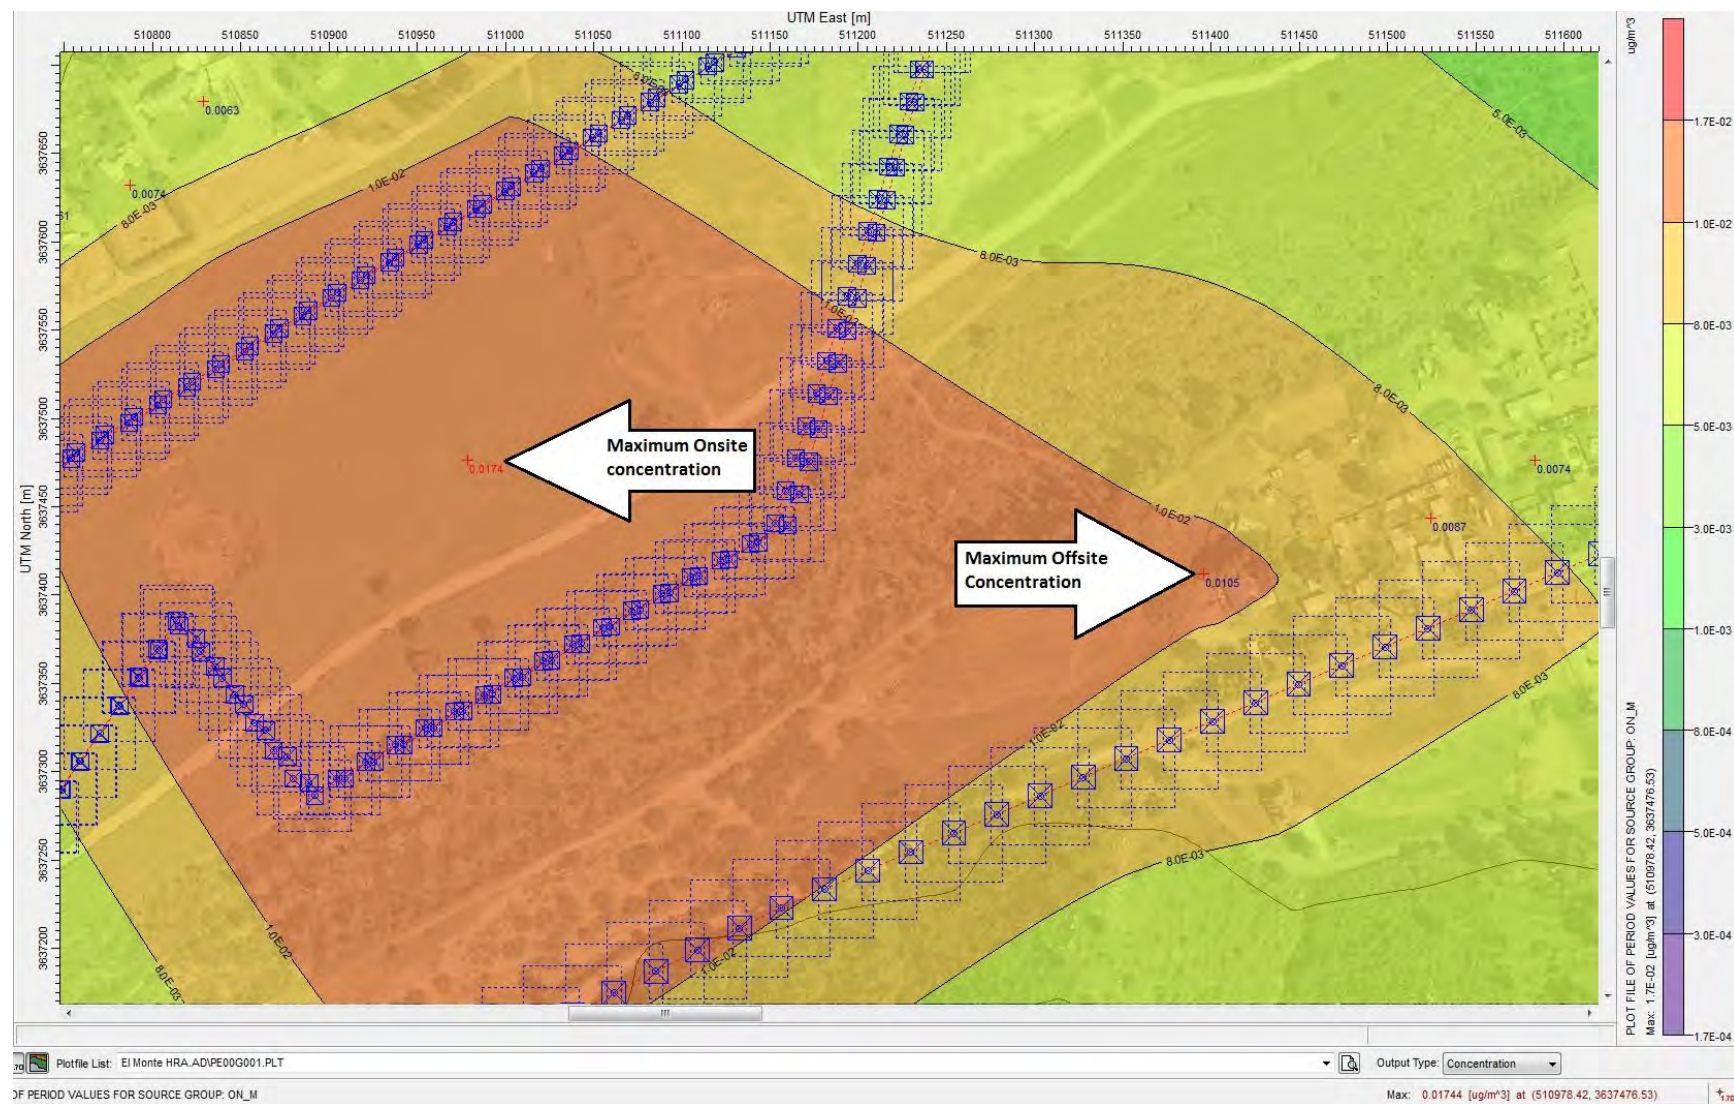 UTM East [m]
510800 510850 510900 510950 511000 511050 511100 511150 511200 511250 511300 511350 511400 511450 511500 511550 511600
ug/m^3
UTM North [m]
3637650
3637600
3637550
3637500
3637450
3637400
3637350
3637300
3637250
3637200
0.0063
0.0074
8.0E-03
1.0E-02
5.0E-03
8.0E-03
1.0E-02
8.0E-03
Maximum Onsite
concentration
0.0174
0.0074
0.0087
1.0E-02
Maximum Offsite
Concentration
0.0105
1.0E-02
8.0E-03
8.0E-03
1.0E-02
1.0E-02
8.0E-03
1.7E-02
1.0E-02
8.0E-03
5.0E-03
3.0E-03
1.0E-03
8.0E-04
5.0E-04
3.0E-04
1.7E-04
PLOT FILE OF PERIOD VALUES FOR SOURCE GROUP: ON_M
Max: 1.7E-02 [ug/m^3] at (510978.42, 3637476.53)
Plotfile List: El Monte HRA.AD\PE00G001.PLT
Output Type: Concentration
OF PERIOD VALUES FOR SOURCE GROUP: ON_M
Max: 0.01744 [ug/m^3] at (510978.42, 3637476.53)